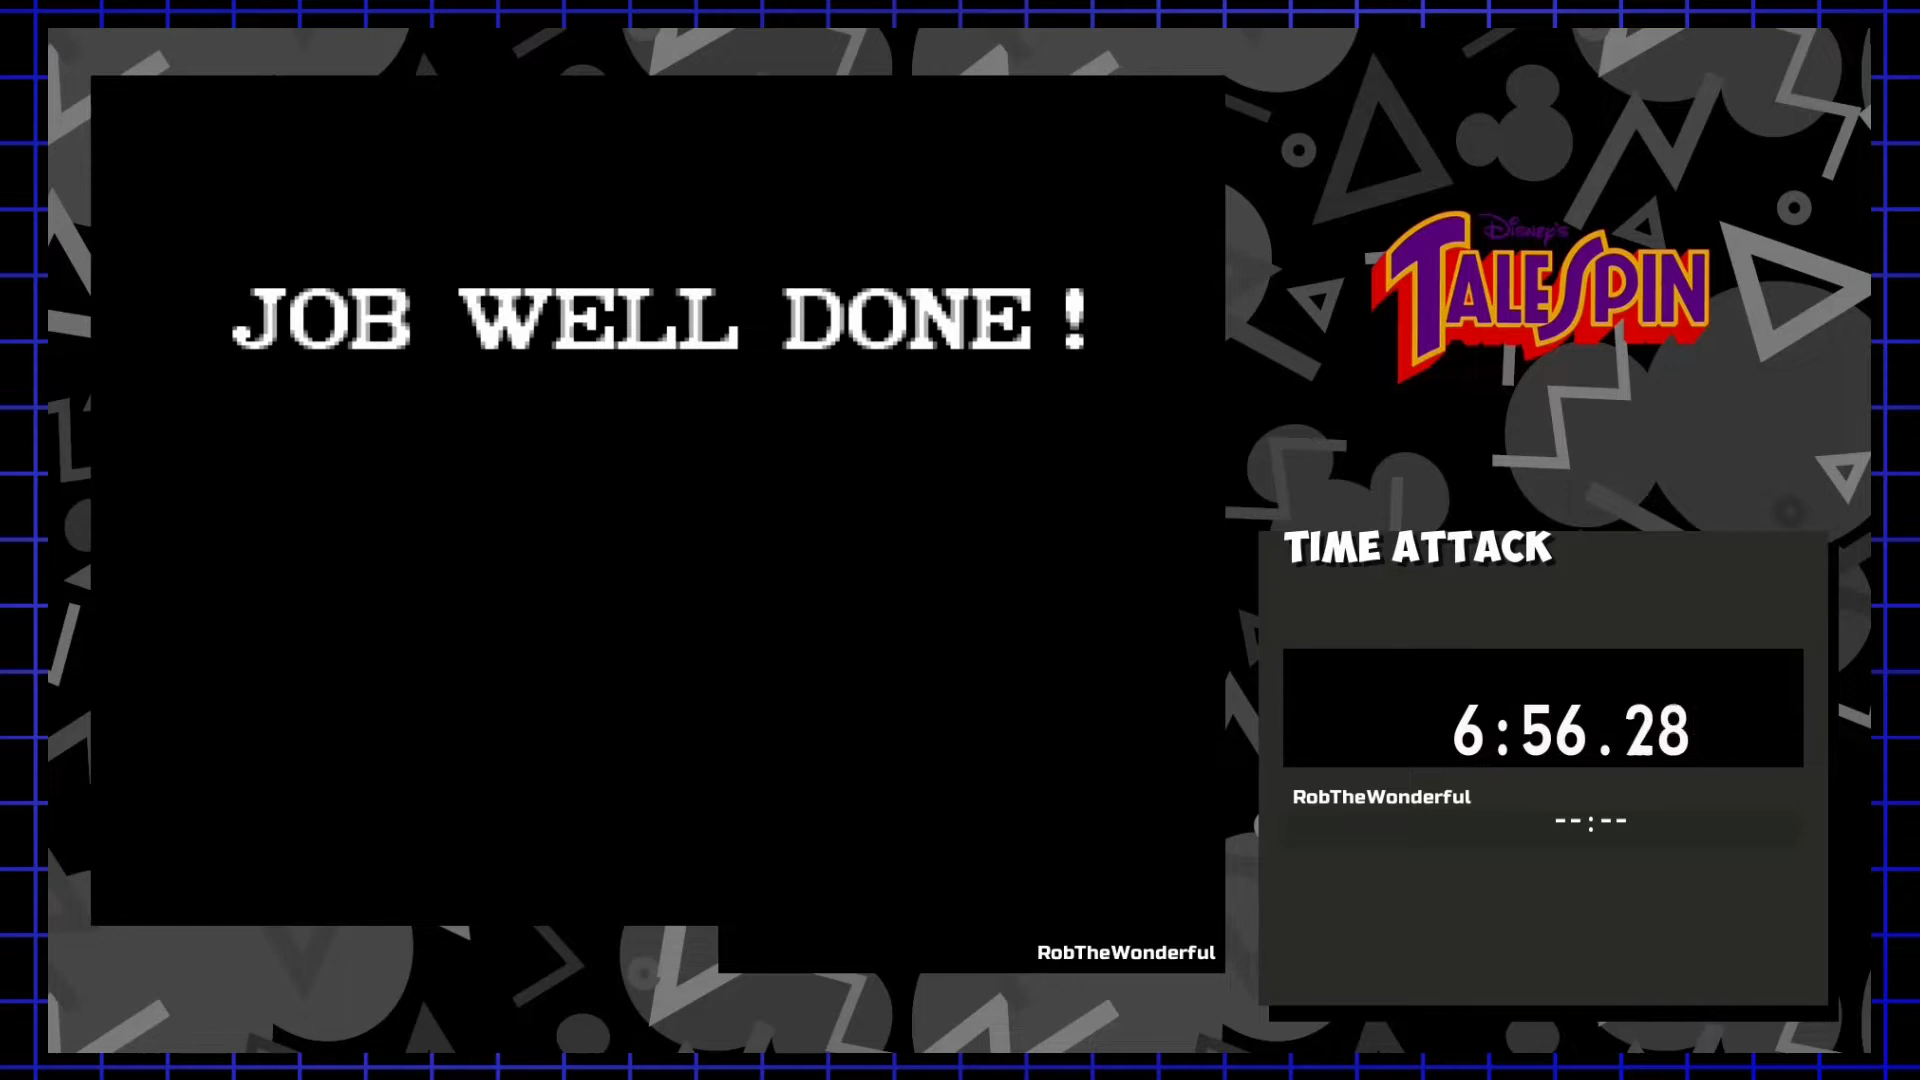 JOB WELL DONE !
DISNEY'S
TALESPIN
TIME ATTACK
6:56.28
RobTheWonderful
--:--
RobTheWonderful